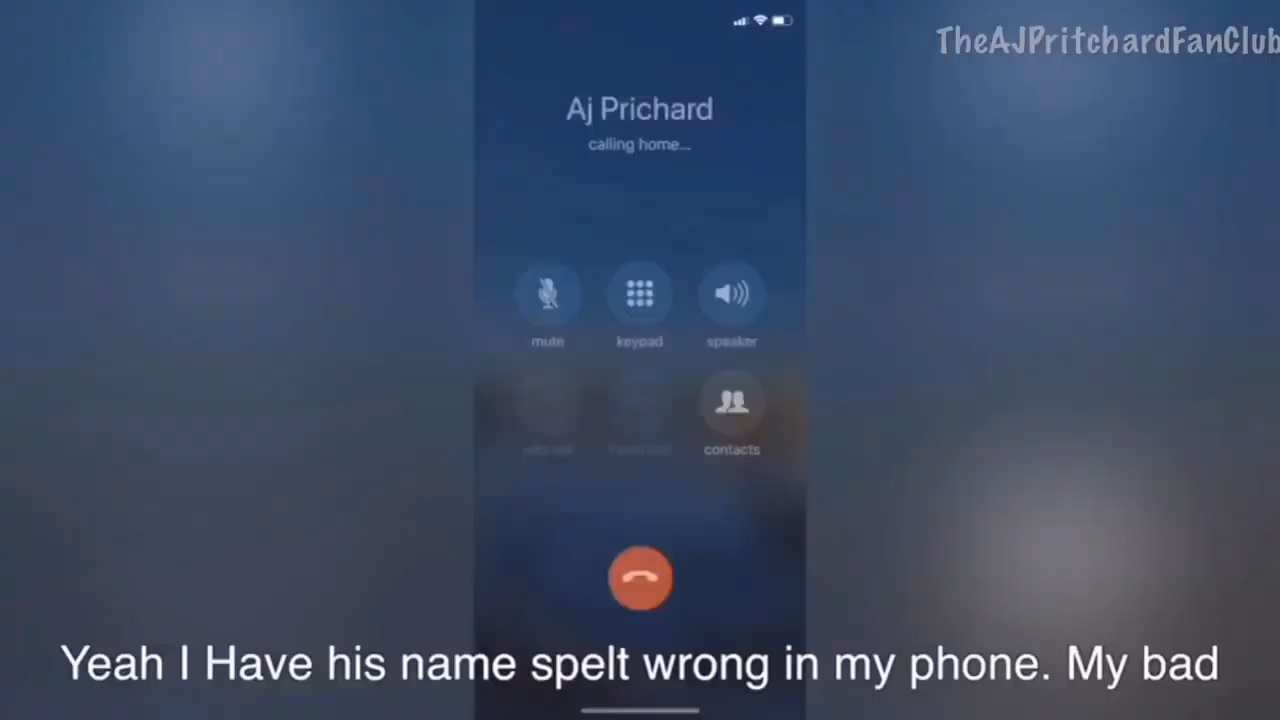 TheAJPritchardFanClub
Aj Prichard
calling home...
mute
keypad
speaker
contacts
Yeah I Have his name spelt wrong in my phone. My bad